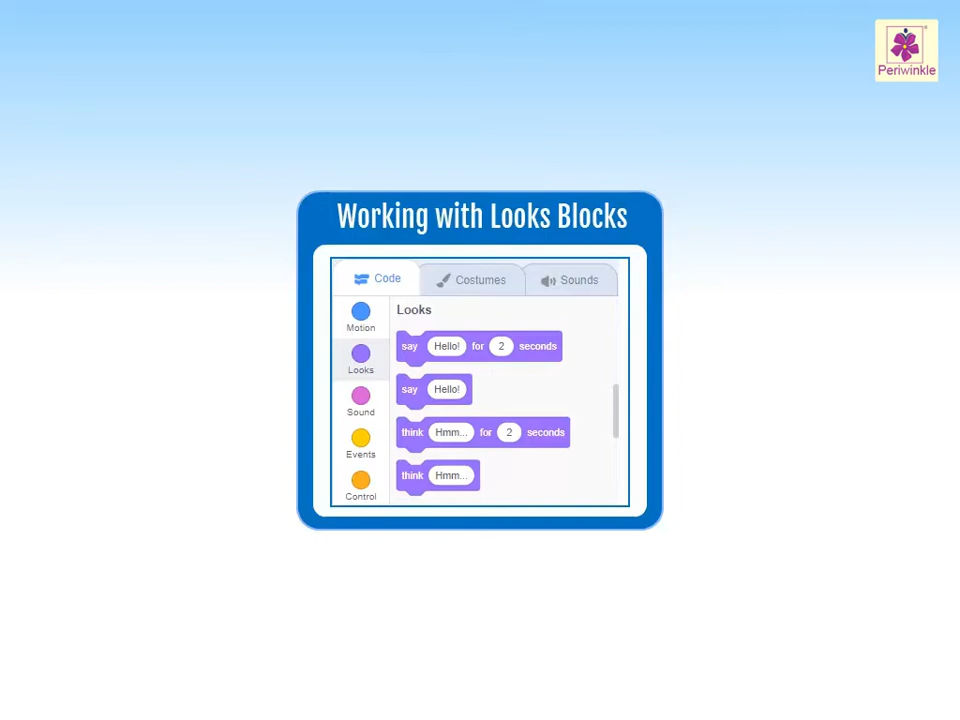 Periwinkle
Working with Looks Blocks
Code Costumes Sounds
Motion
Looks
Sound
Events
Control
Looks
say Hello! for 2 seconds
say Hello!
think Hmm... for 2 seconds
think Hmm...